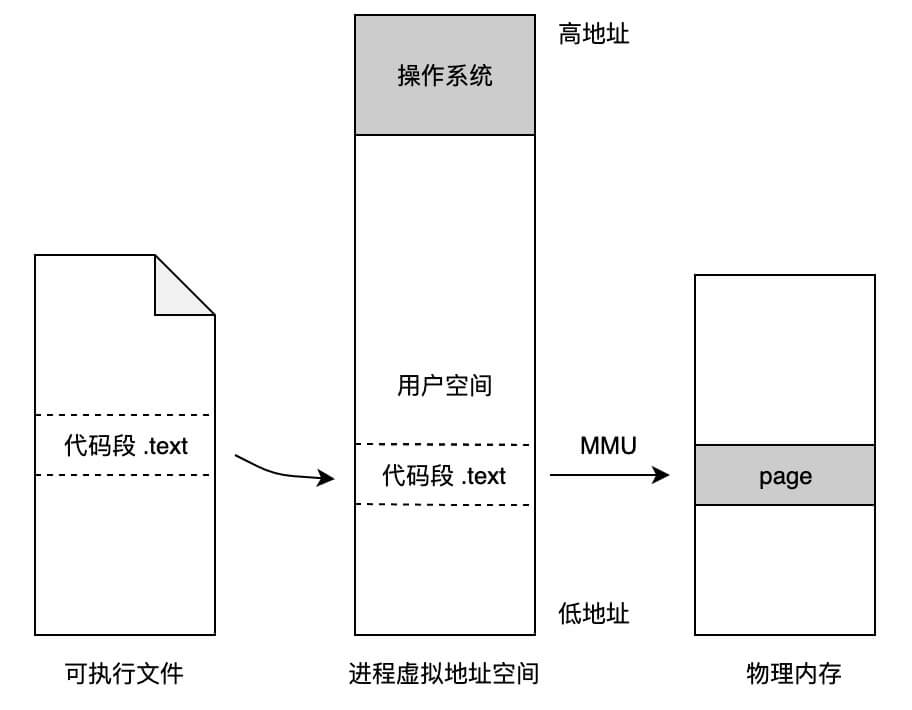 高地址
操作系统
用户空间
代码段 .text
代码段 .text
MMU
page
低地址
可执行文件
进程虚拟地址空间
物理内存